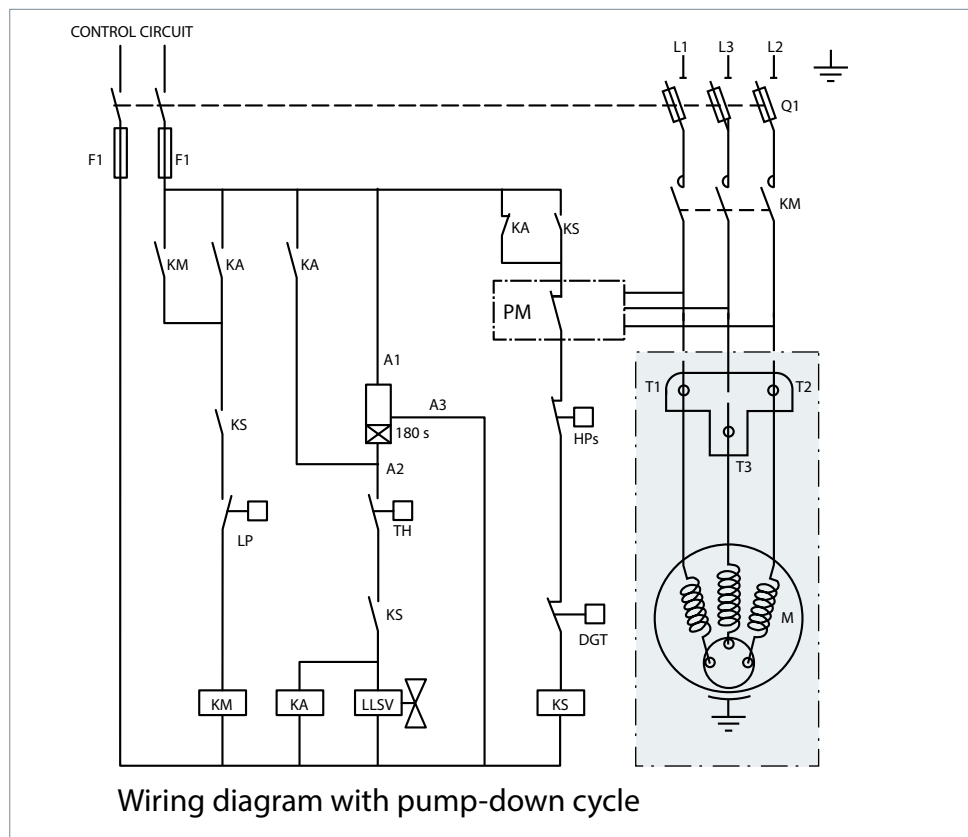 CONTROL CIRCUIT
L1 L3 L2
Q1
F1 F1
KM
KA KS
KM KA KA
PM
A1
T1 T2
A3
KS 180 s
HPs
A2 T3
LP TH
KS
M
DGT
KM KA LLSV KS
Wiring diagram with pump-down cycle